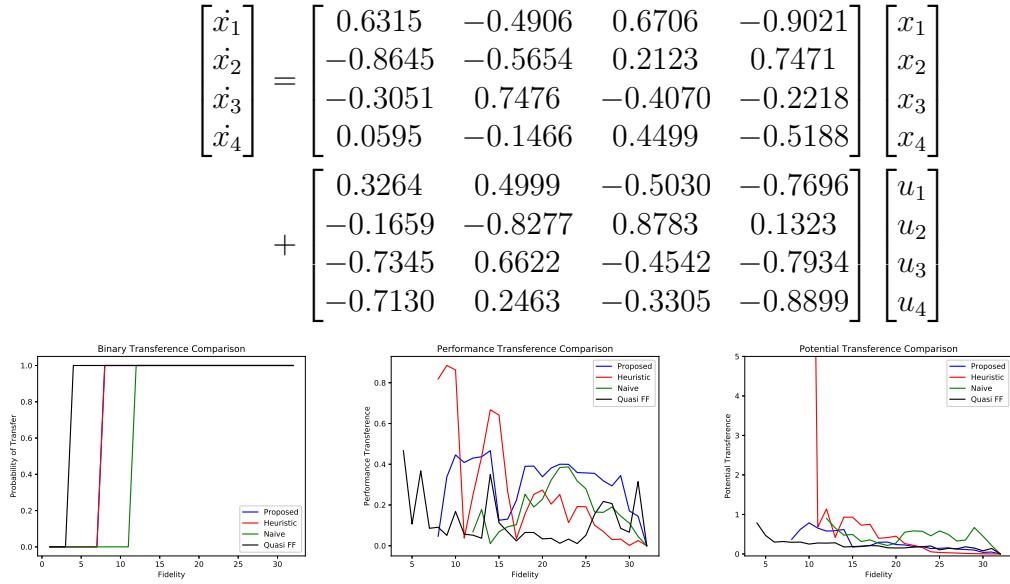 ẋ₁ 0.6315 −0.4906 0.6706 −0.9021 x₁
ẋ₂ −0.8645 −0.5654 0.2123 0.7471 x₂
=
ẋ₃ −0.3051 0.7476 −0.4070 −0.2218 x₃
ẋ₄ 0.0595 −0.1466 0.4499 −0.5188 x₄
0.3264 0.4999 −0.5030 −0.7696 u₁
−0.1659 −0.8277 0.8783 0.1323 u₂
+
−0.7345 0.6622 −0.4542 −0.7934 u₃
−0.7130 0.2463 −0.3305 −0.8899 u₄
Binary Transference Comparison
Probability of Transfer
1.0
0.8
0.6
0.4
0.2
0.0
Proposed
Heuristic
Naive
Quasi FF
0 5 10 15 20 25 30
Fidelity
Performance Transference Comparison
Performance Transference
0.8
0.6
0.4
0.2
0.0
Proposed
Heuristic
Naive
Quasi FF
5 10 15 20 25 30
Fidelity
Potential Transference Comparison
Potential Transference
5
4
3
2
1
0
Proposed
Heuristic
Naive
Quasi FF
5 10 15 20 25 30
Fidelity